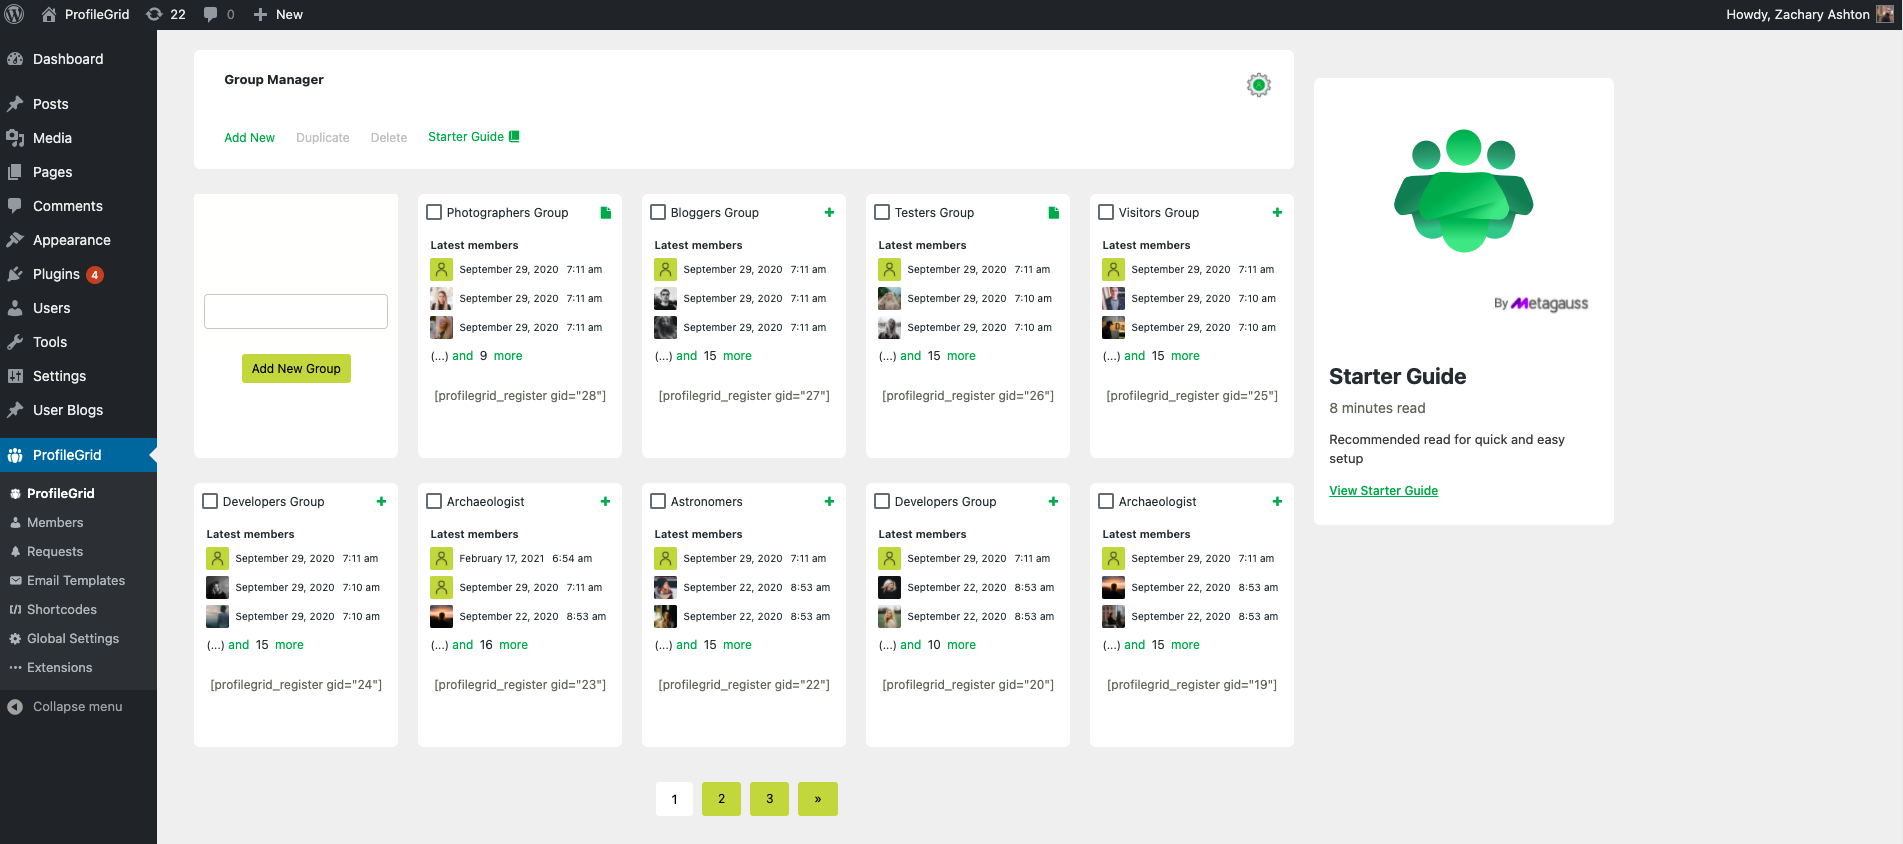 ProfileGrid 22 0 New Howdy, Zachary Ashton
Dashboard
Posts
Media
Pages
Comments
Appearance
Plugins 4
Users
Tools
Settings
User Blogs
ProfileGrid
ProfileGrid
Members
Requests
Email Templates
Shortcodes
Global Settings
Extensions
Collapse menu
Group Manager
Add New Duplicate Delete Starter Guide
Add New Group
Photographers Group
Latest members
September 29, 2020 7:11 am
September 29, 2020 7:11 am
September 29, 2020 7:11 am
(...) and 9 more
[profilegrid_register gid="28"]
Bloggers Group
Latest members
September 29, 2020 7:11 am
September 29, 2020 7:11 am
September 29, 2020 7:11 am
(...) and 15 more
[profilegrid_register gid="27"]
Testers Group
Latest members
September 29, 2020 7:11 am
September 29, 2020 7:10 am
September 29, 2020 7:10 am
(...) and 15 more
[profilegrid_register gid="26"]
Visitors Group
Latest members
September 29, 2020 7:11 am
September 29, 2020 7:10 am
September 29, 2020 7:10 am
(...) and 15 more
[profilegrid_register gid="25"]
Developers Group
Latest members
September 29, 2020 7:11 am
September 29, 2020 7:10 am
September 29, 2020 7:10 am
(...) and 15 more
[profilegrid_register gid="24"]
Archaeologist
Latest members
February 17, 2021 6:54 am
September 29, 2020 7:11 am
September 22, 2020 8:53 am
(...) and 16 more
[profilegrid_register gid="23"]
Astronomers
Latest members
September 29, 2020 7:11 am
September 22, 2020 8:53 am
September 22, 2020 8:53 am
(...) and 15 more
[profilegrid_register gid="22"]
Developers Group
Latest members
September 29, 2020 7:11 am
September 22, 2020 8:53 am
September 22, 2020 8:53 am
(...) and 10 more
[profilegrid_register gid="20"]
Archaeologist
Latest members
September 29, 2020 7:11 am
September 22, 2020 8:53 am
September 22, 2020 8:53 am
(...) and 15 more
[profilegrid_register gid="19"]
1 2 3 »
By Metagauss
Starter Guide
8 minutes read
Recommended read for quick and easy
setup
View Starter Guide